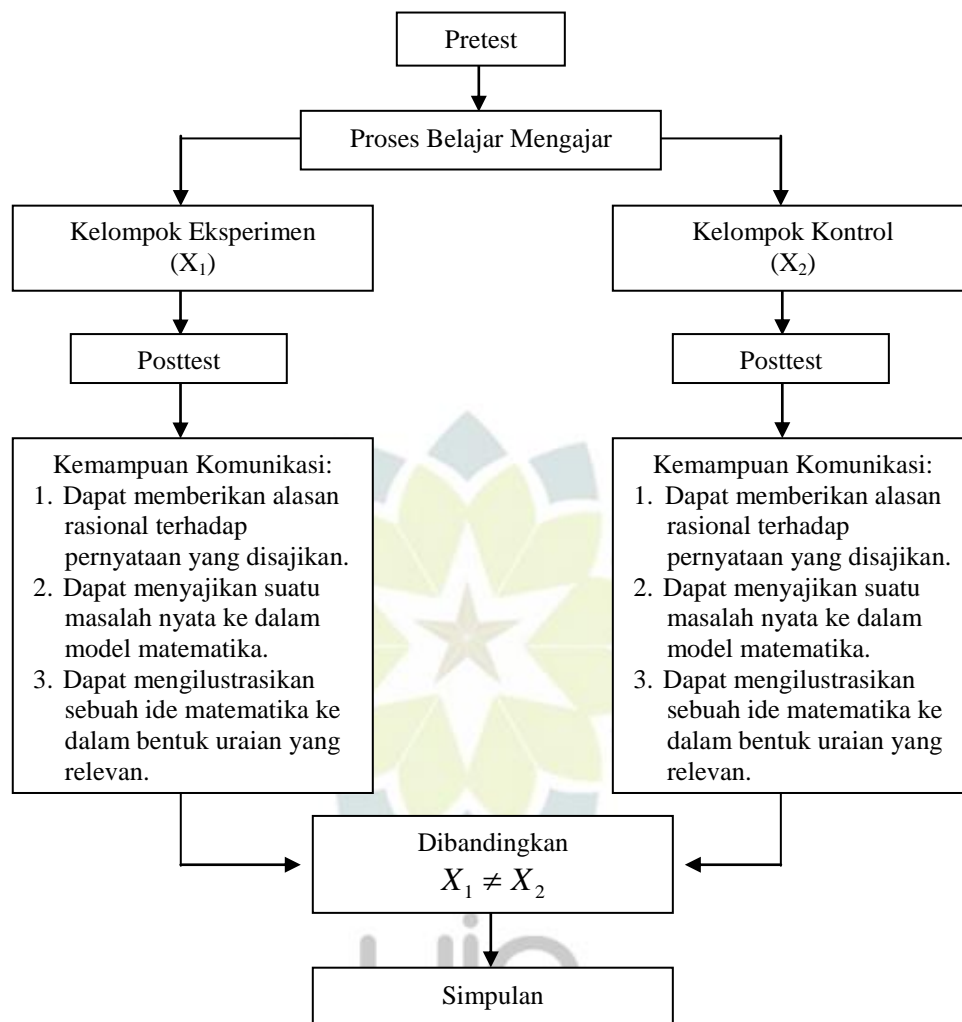 Pretest
Proses Belajar Mengajar
Kelompok Eksperimen
(X₁)
Kelompok Kontrol
(X₂)
Posttest
Posttest
Kemampuan Komunikasi:
1. Dapat memberikan alasan
rasional terhadap
pernyataan yang disajikan.
2. Dapat menyajikan suatu
masalah nyata ke dalam
model matematika.
3. Dapat mengilustrasikan
sebuah ide matematika ke
dalam bentuk uraian yang
relevan.
Kemampuan Komunikasi:
1. Dapat memberikan alasan
rasional terhadap
pernyataan yang disajikan.
2. Dapat menyajikan suatu
masalah nyata ke dalam
model matematika.
3. Dapat mengilustrasikan
sebuah ide matematika ke
dalam bentuk uraian yang
relevan.
Dibandingkan
X₁ ≠ X₂
uin
Simpulan